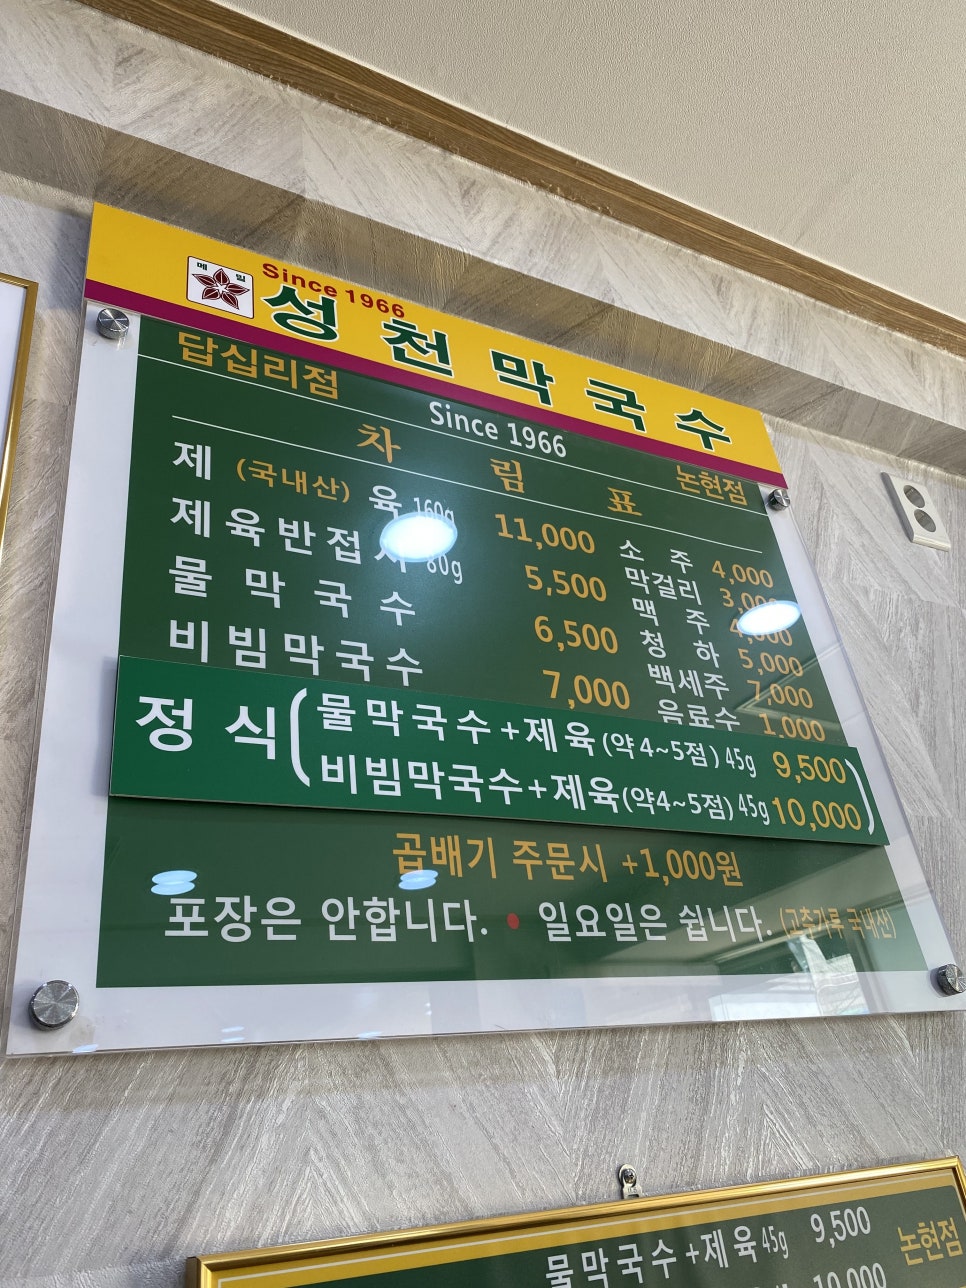 메밀
Since 1966
성천막국수
답십리점
Since 1966
논현점
차림표
제육 (국내산) 160g 11,000
제육반접시 80g 5,500
물막국수 6,500
비빔막국수 7,000
소주 4,000
막걸리 3,000
맥주 4,000
청하 5,000
백세주 7,000
음료수 1,000
정식 (물막국수+제육(약4~5점) 45g 9,500
비빔막국수+제육(약4~5점) 45g 10,000)
곱배기 주문시 +1,000원
포장은 안합니다. • 일요일은 쉽니다. (고추가루 국내산)
물막국수+제육 45g 9,500
논현점
10,000